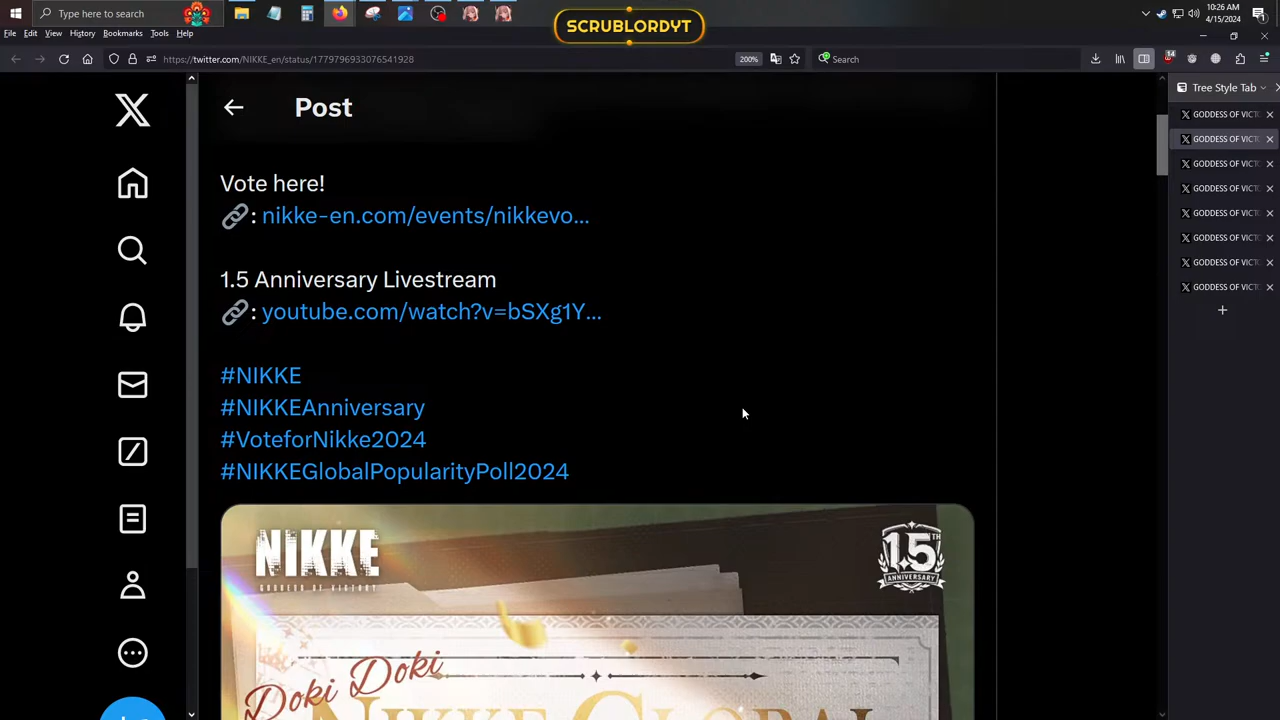 Type here to search
SCRUBLORDYT
10:26 AM
4/15/2024
File Edit View History Bookmarks Tools Help
https://twitter.com/NIKKE_en/status/1779796933076541928
200%
Search
14
Tree Style Tab
GODDESS OF VICT
GODDESS OF VICT
GODDESS OF VICT
GODDESS OF VICT
GODDESS OF VICT
GODDESS OF VICT
GODDESS OF VICT
GODDESS OF VICT
Post
Vote here!
: nikke-en.com/events/nikkevo...
1.5 Anniversary Livestream
: youtube.com/watch?v=bSXg1Y...
#NIKKE
#NIKKEAnniversary
#VoteforNikke2024
#NIKKEGlobalPopularityPoll2024
NIKKE
GODDESS OF VICTORY
1.5TH
ANNIVERSARY
Doki Doki
NIKKE GLOBAL